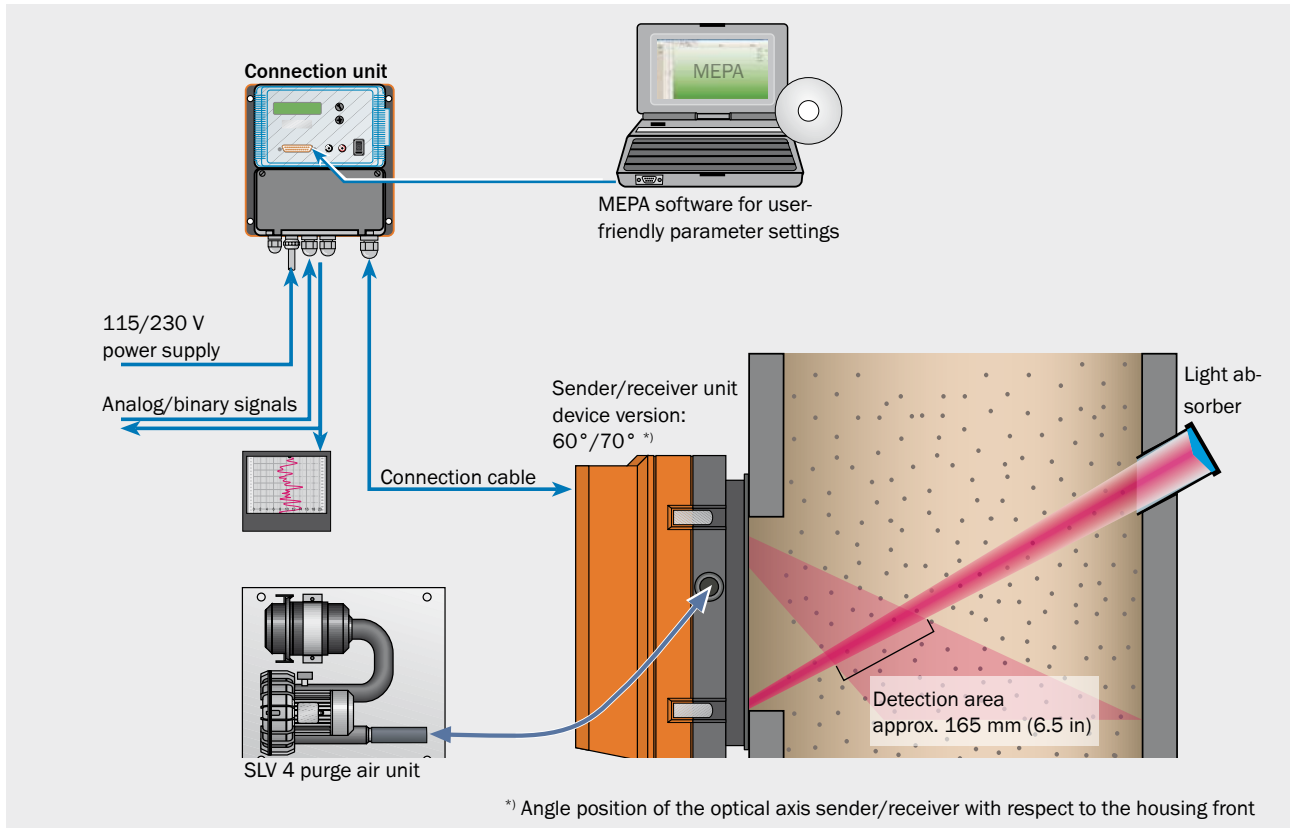 Connection unit
MEPA
MEPA software for user-
friendly parameter settings
115/230 V
power supply
Analog/binary signals
Connection cable
Sender/receiver unit
device version:
60°/70° *)
Light ab-
sorber
Detection area
approx. 165 mm (6.5 in)
SLV 4 purge air unit
*) Angle position of the optical axis sender/receiver with respect to the housing front